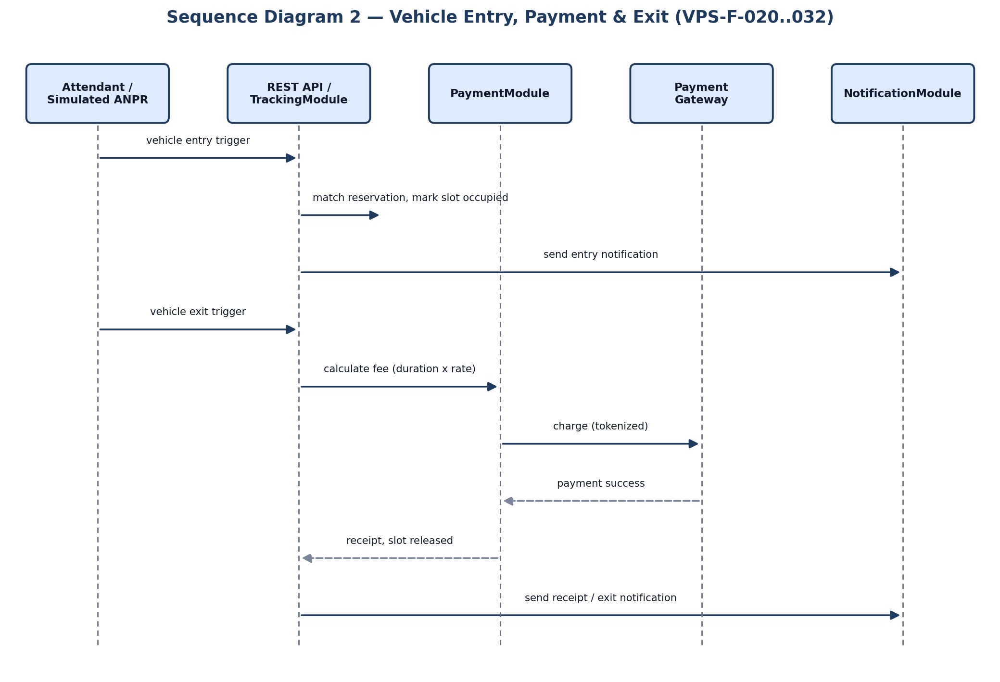 Sequence Diagram 2 — Vehicle Entry, Payment & Exit (VPS-F-020..032)
Attendant /
Simulated ANPR
REST API /
TrackingModule
PaymentModule
Payment
Gateway
NotificationModule
vehicle entry trigger
match reservation, mark slot occupied
send entry notification
vehicle exit trigger
calculate fee (duration x rate)
charge (tokenized)
payment success
receipt, slot released
send receipt / exit notification